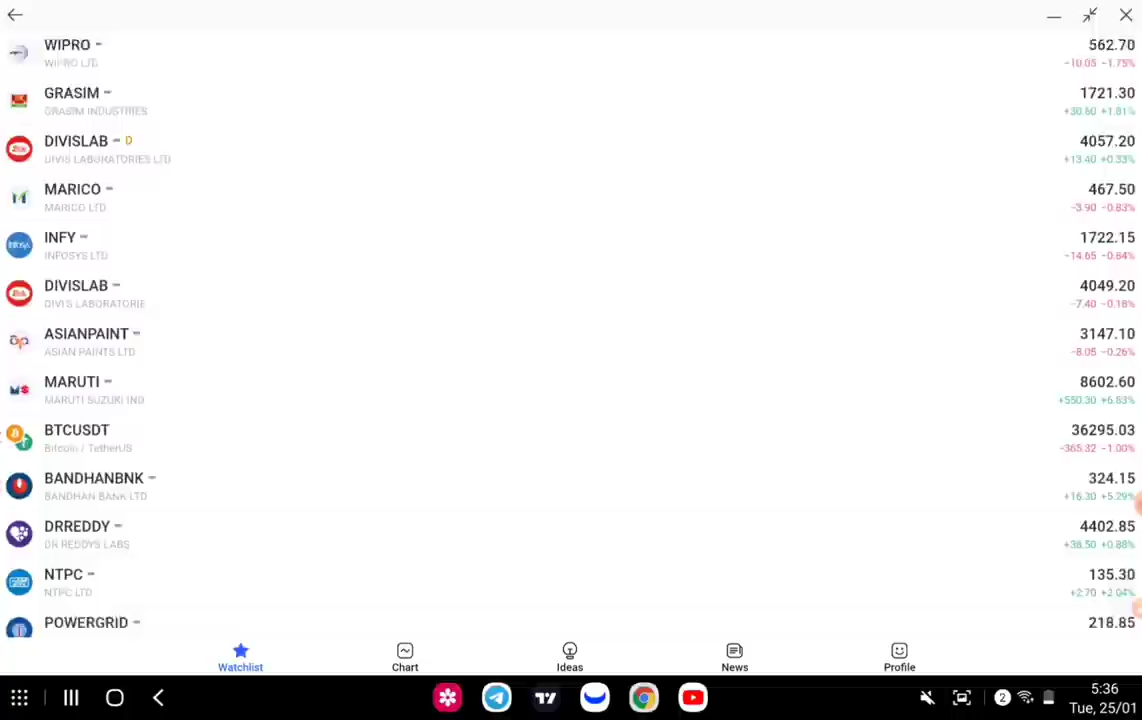 WIPRO
562.70
WIPRO LTD
−10.05 −1.75%
GRASIM
1721.30
GRASIM INDUSTRIES
+30.60 +1.81%
DIVISLAB D
4057.20
DIVIS LABORATORIES LTD
+13.40 +0.33%
MARICO
467.50
MARICO LTD
−3.90 −0.83%
INFY
1722.15
INFOSYS LTD
−14.65 −0.84%
DIVISLAB
4049.20
DIVI'S LABORATORIE
−7.40 −0.18%
ASIANPAINT
3147.10
ASIAN PAINTS LTD
−8.05 −0.26%
MARUTI
8602.60
MARUTI SUZUKI IND
+550.30 +6.83%
BTCUSDT
36295.03
Bitcoin / TetherUS
−365.32 −1.00%
BANDHANBNK
324.15
BANDHAN BANK LTD
+16.30 +5.29%
DRREDDY
4402.85
DR REDDYS LABS
+38.50 +0.88%
NTPC
135.30
NTPC LTD
+2.70 +2.04%
POWERGRID
218.85
Watchlist Chart Ideas News Profile
2
5:36
Tue, 25/01